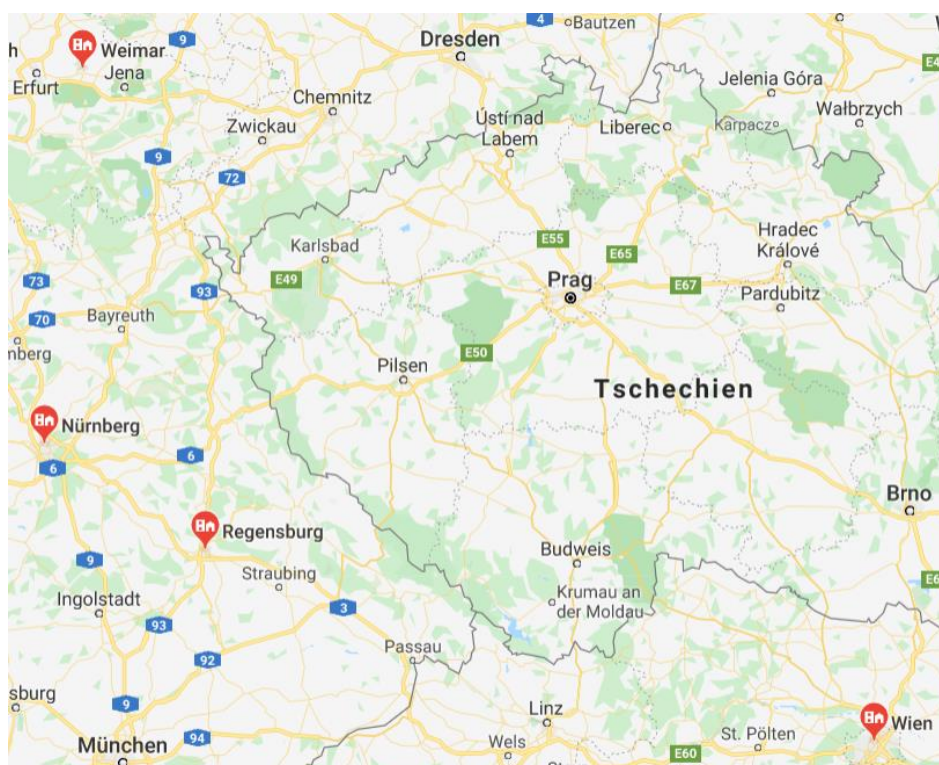 4
Bautzen
Dresden
9
Weimar
E4
h
Jena
Erfurt
Jelenia Góra
Chemnitz
Wałbrzych
Ústí nad
Labem
Liberec
Karpacz
Zwickau
9
72
Hradec
Králové
Karlsbad
E55
E65
E49
Prag
E67
73
93
Pardubitz
70
Bayreuth
nberg
E50
Pilsen
Tschechien
Nürnberg
6
6
Brno
Regensburg
Budweis
9
Straubing
E6
Ingolstadt
3
Krumau an
der Moldau
93
Passau
92
sburg
9
Linz
Wien
St. Pölten
München
94
Wels
E60